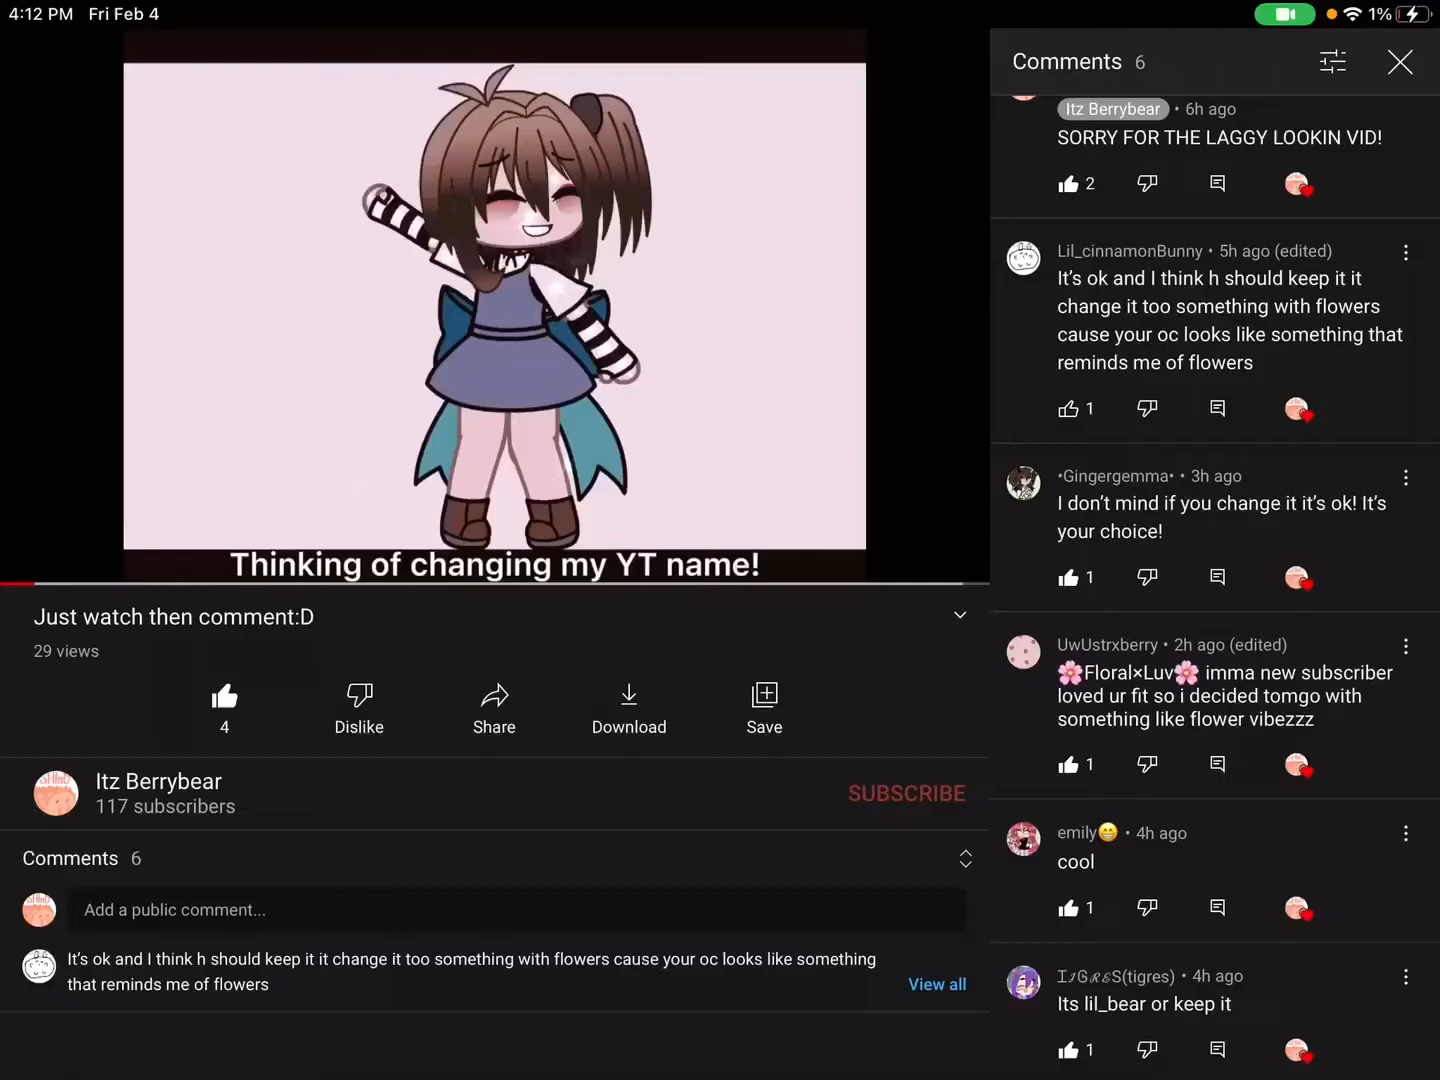 4:12 PM Fri Feb 4
1%
Thinking of changing my YT name!
Just watch then comment:D
29 views
4
Dislike
Share
Download
Save
Itz Berrybear
117 subscribers
SUBSCRIBE
Comments 6
Add a public comment...
It's ok and I think h should keep it it change it too something with flowers cause your oc looks like something
that reminds me of flowers
View all
Comments 6
Itz Berrybear • 6h ago
SORRY FOR THE LAGGY LOOKIN VID!
2
Lil_cinnamonBunny • 5h ago (edited)
It's ok and I think h should keep it it
change it too something with flowers
cause your oc looks like something that
reminds me of flowers
1
•Gingergemma• • 3h ago
I don't mind if you change it it's ok! It's
your choice!
1
UwUstrxberry • 2h ago (edited)
🌸Floral×Luv🌸 imma new subscriber
loved ur fit so i decided tomgo with
something like flower vibezzz
1
emily😁 • 4h ago
cool
1
𝙸𝒥𝔾𝓡𝓔S(tigres) • 4h ago
Its lil_bear or keep it
1